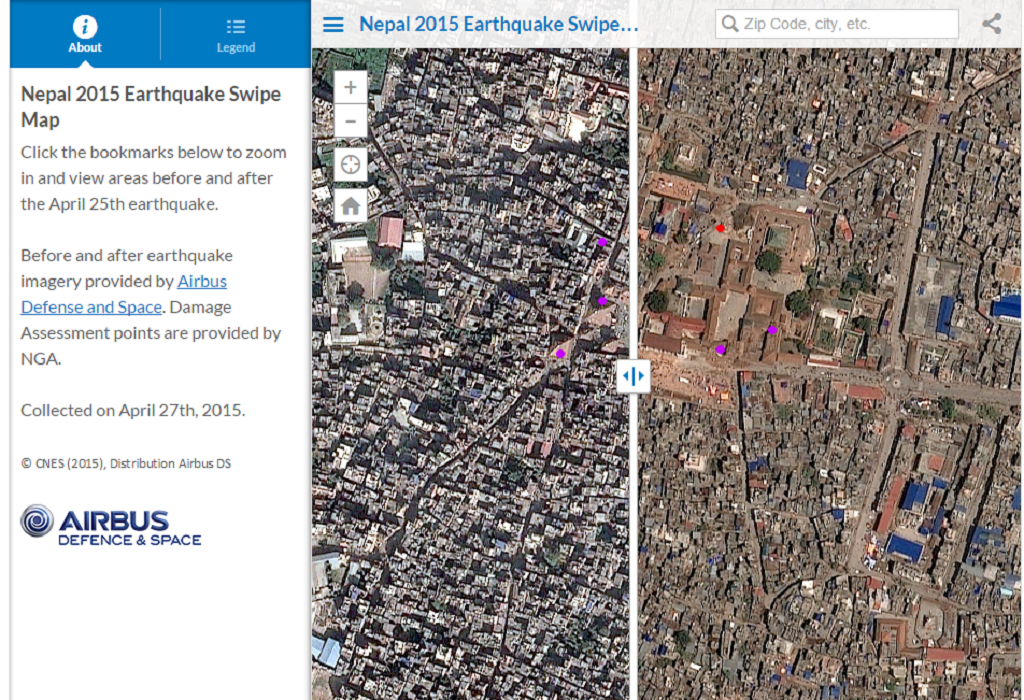 About
Legend
Nepal 2015 Earthquake Swipe...
Zip Code, city, etc.
Nepal 2015 Earthquake Swipe
Map
Click the bookmarks below to zoom
in and view areas before and after
the April 25th earthquake.
Before and after earthquake
imagery provided by Airbus
Defense and Space. Damage
Assessment points are provided by
NGA.
Collected on April 27th, 2015.
© CNES (2015), Distribution Airbus DS
AIRBUS
DEFENCE & SPACE